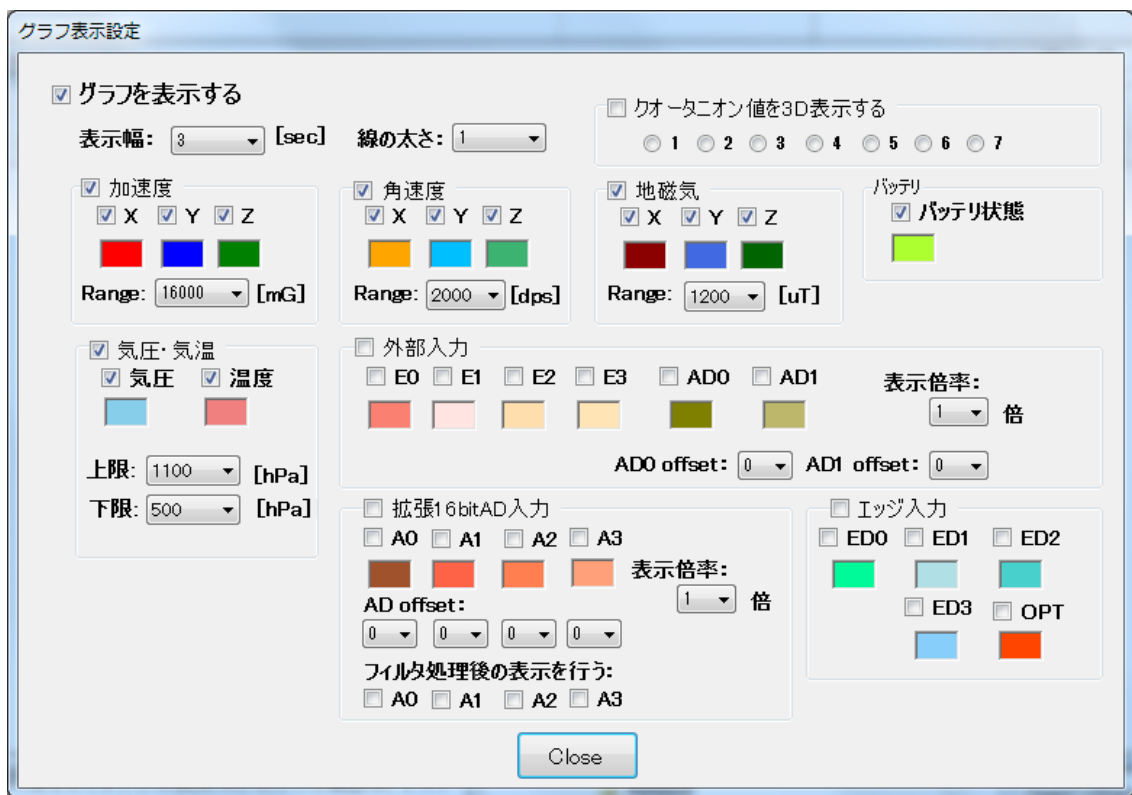 グラフ表示設定
グラフを表示する
表示幅: 3 [sec] 線の太さ: 1
クオータニオン値を3D表示する
1 2 3 4 5 6 7
加速度
X Y Z
Range: 16000 [mG]
角速度
X Y Z
Range: 2000 [dps]
地磁気
X Y Z
Range: 1200 [uT]
バッテリ
バッテリ状態
気圧・気温
気圧 温度
上限: 1100 [hPa]
下限: 500 [hPa]
外部入力
E0 E1 E2 E3 AD0 AD1
表示倍率:
1 倍
AD0 offset: 0 AD1 offset: 0
拡張16bitAD入力
A0 A1 A2 A3
表示倍率:
1 倍
AD offset:
0 0 0 0
フィルタ処理後の表示を行う:
A0 A1 A2 A3
エッジ入力
ED0 ED1 ED2
ED3 OPT
Close